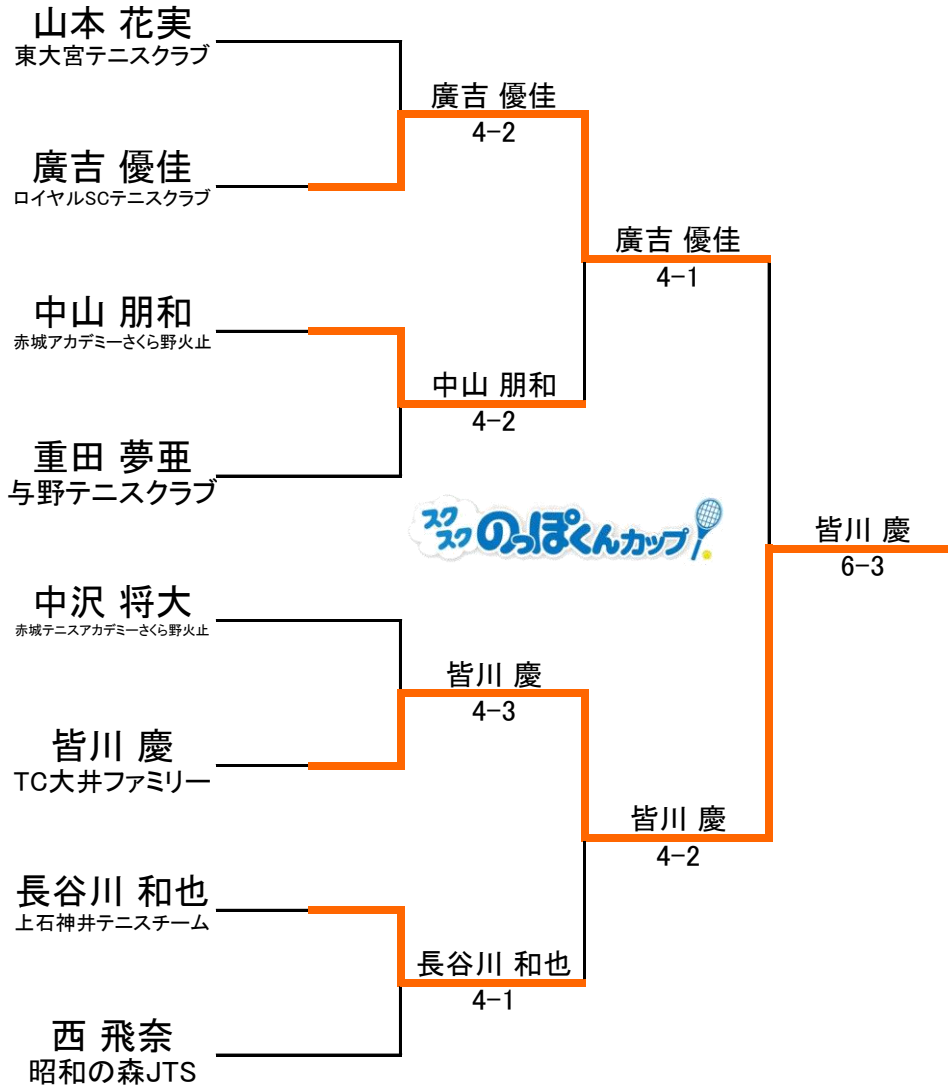 山本 花実
東大宮テニスクラブ
廣吉 優佳
4-2
廣吉 優佳
ロイヤルSCテニスクラブ
廣吉 優佳
4-1
中山 朋和
赤城アカデミーさくら野火止
中山 朋和
4-2
重田 夢亜
与野テニスクラブ
スク
スク のっぽくんカップ
皆川 慶
6-3
中沢 将大
赤城テニスアカデミーさくら野火止
皆川 慶
4-3
皆川 慶
TC大井ファミリー
皆川 慶
4-2
長谷川 和也
上石神井テニスチーム
長谷川 和也
4-1
西 飛奈
昭和の森JTS